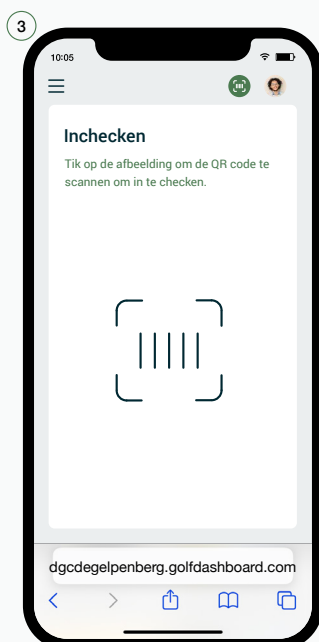 3
10:05
Inchecken
Tik op de afbeelding om de QR code te
scannen om in te checken.
dgcdegelpenberg.golfdashboard.com